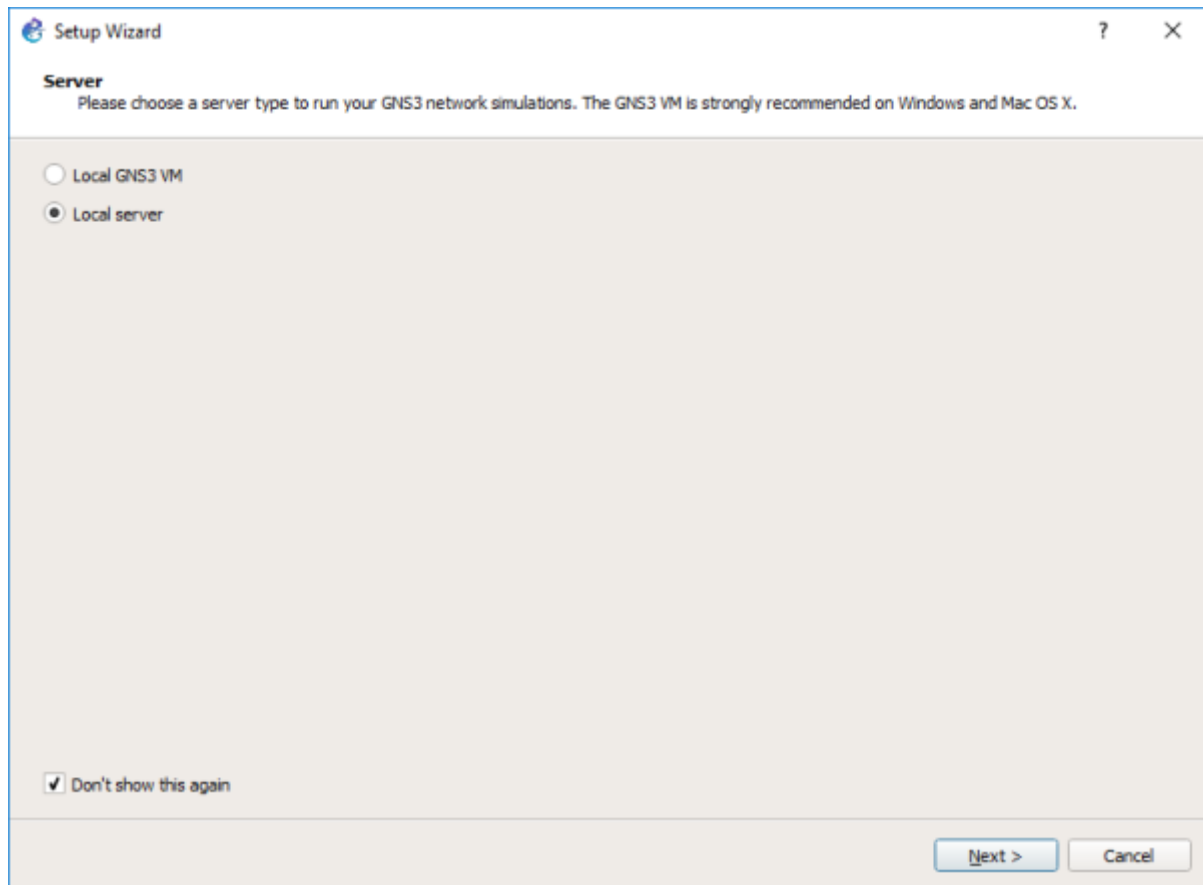 Setup Wizard
?
Server
Please choose a server type to run your GNS3 network simulations. The GNS3 VM is strongly recommended on Windows and Mac OS X.
Local GNS3 VM
Local server
Don't show this again
Next >
Cancel